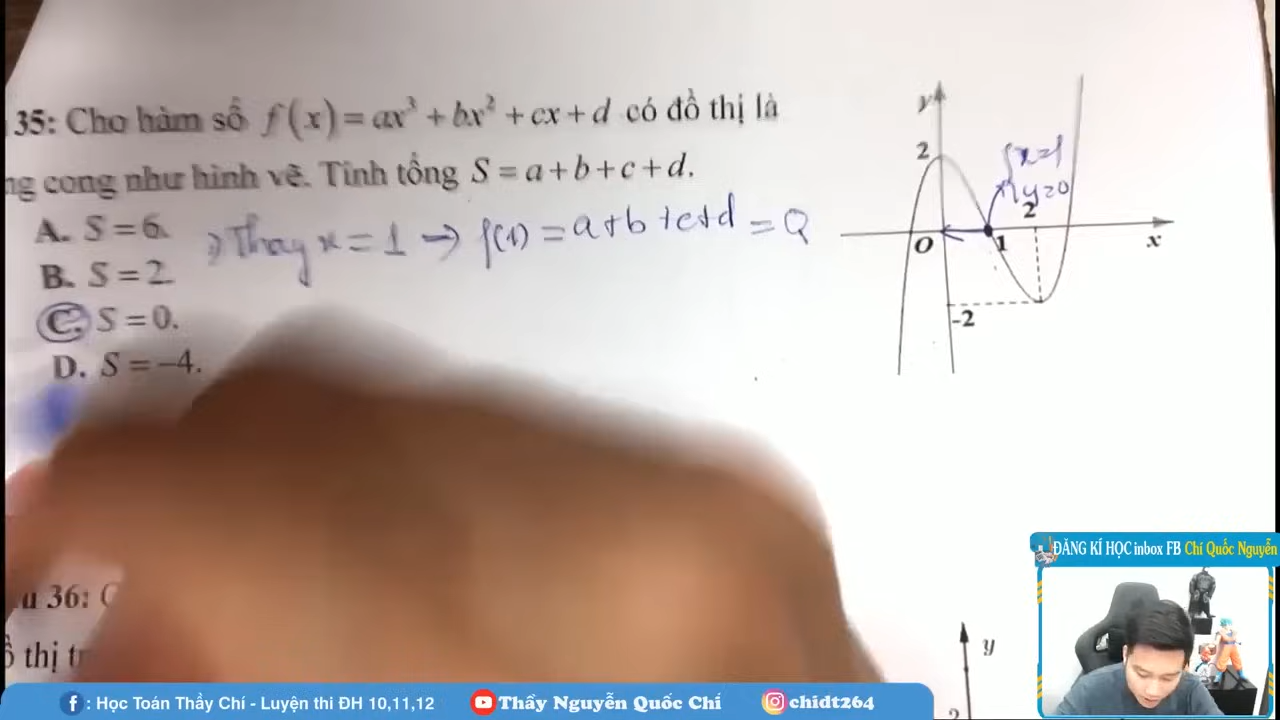 35: Cho hàm số f(x) = ax³ + bx² + cx + d có đồ thị là
ng cong như hình vẽ. Tính tổng S = a + b + c + d.
A. S = 6.
B. S = 2.
C. S = 0.
D. S = −4.
Thay x = 1 → f(1) = a+b+c+d = 0
y
2
x=1
y=0
2
O
1
x
-2
u 36:
ồ thị tr
y
2
ĐĂNG KÍ HỌC inbox FB Chí Quốc Nguyễn
: Học Toán Thầy Chí - Luyện thi ĐH 10,11,12
Thầy Nguyễn Quốc Chí
chidt264